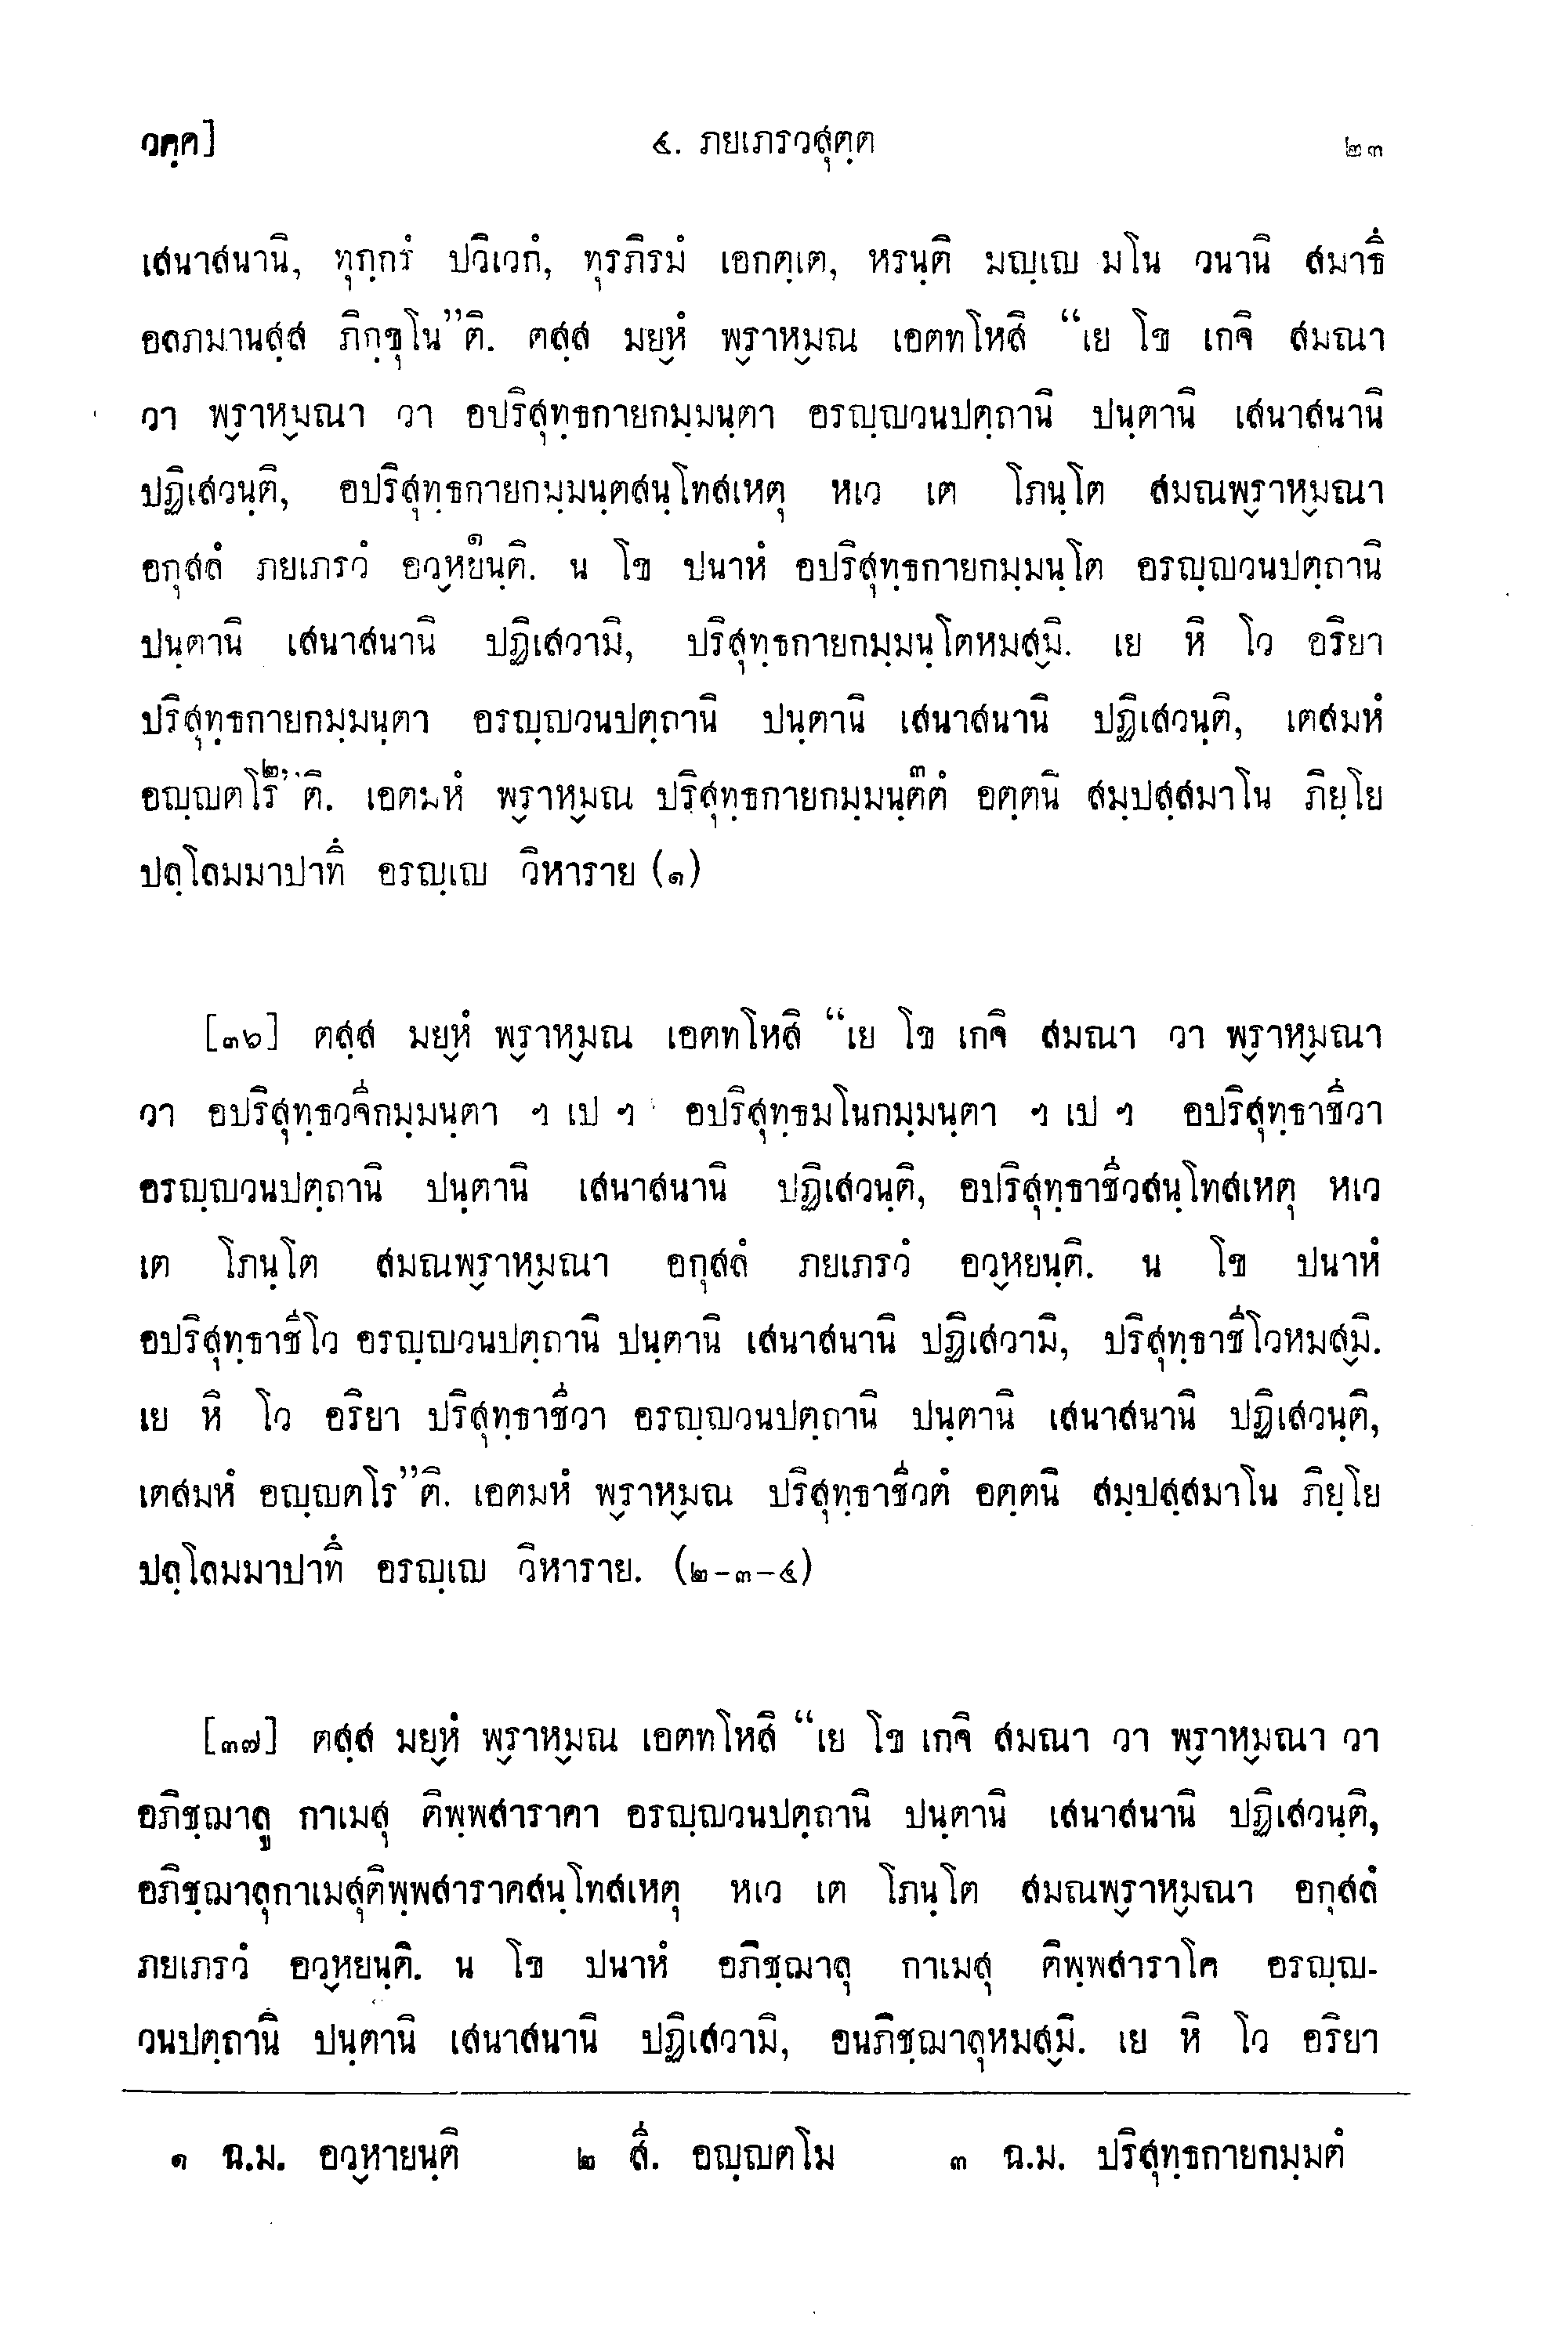 วคฺค]	๔. ภยเภรวสุตฺต	๒๓
เสนาสนานิ, ทุกฺกรํ ปวิเวกํ, ทุรภิรมํ เอกตฺเต, หรนฺติ มญฺเญ มโน วนานิ สมาธึ
อลภมานสฺส ภิกฺขุโน”ติ. ตสฺส มยฺหํ พฺราหฺมณ เอตทโหสิ “เย โข เกจิ สมณา
วา พฺราหฺมณา วา อปริสุทฺธกายกมฺมนฺตา อรญฺญวนปตฺถานิ ปนฺตานิ เสนาสนานิ
ปฏิเสวนฺติ, อปริสุทฺธกายกมฺมนฺตสนฺโทสเหตุ หเว เต โภนฺโต สมณพฺราหฺมณา
อกุสลํ ภยเภรวํ อวฺหยนฺติ๑. น โข ปนาหํ อปริสุทฺธกายกมฺมนฺโต อรญฺญวนปตฺถานิ
ปนฺตานิ เสนาสนานิ ปฏิเสวามิ, ปริสุทฺธกายกมฺมนฺโตหมสฺมิ. เย หิ โว อริยา
ปริสุทฺธกายกมฺมนฺตา อรญฺญวนปตฺถานิ ปนฺตานิ เสนาสนานิ ปฏิเสวนฺติ, เตสมหํ
อญฺญตโร๒”ติ. เอตมหํ พฺราหฺมณ ปริสุทฺธกายกมฺมนฺตตํ๓ อตฺตนิ สมฺปสฺสมาโน ภิยฺโย
ปลฺโลมมาปาทึ อรญฺเญ วิหาราย (๑)
[๓๖] ตสฺส มยฺหํ พฺราหฺมณ เอตทโหสิ “เย โข เกจิ สมณา วา พฺราหฺมณา
วา อปริสุทฺธวจีกมฺมนฺตา ฯ เป ฯ อปริสุทฺธมโนกมฺมนฺตา ฯ เป ฯ อปริสุทฺธาชีวา
อรญฺญวนปตฺถานิ ปนฺตานิ เสนาสนานิ ปฏิเสวนฺติ, อปริสุทฺธาชีวสนฺโทสเหตุ หเว
เต โภนฺโต สมณพฺราหฺมณา อกุสลํ ภยเภรวํ อวฺหยนฺติ. น โข ปนาหํ
อปริสุทฺธาชีโว อรญฺญวนปตฺถานิ ปนฺตานิ เสนาสนานิ ปฏิเสวามิ, ปริสุทฺธาชีโวหมสฺมิ.
เย หิ โว อริยา ปริสุทฺธาชีวา อรญฺญวนปตฺถานิ ปนฺตานิ เสนาสนานิ ปฏิเสวนฺติ,
เตสมหํ อญฺญตโร”ติ. เอตมหํ พฺราหฺมณ ปริสุทฺธาชีวตํ อตฺตนิ สมฺปสฺสมาโน ภิยฺโย
ปลฺโลมมาปาทึ อรญฺเญ วิหาราย. (๒-๓-๔)
[๓๗] ตสฺส มยฺหํ พฺราหฺมณ เอตทโหสิ “เย โข เกจิ สมณา วา พฺราหฺมณา วา
อภิชฺฌาลู กาเมสุ ติพฺพสาราคา อรญฺญวนปตฺถานิ ปนฺตานิ เสนาสนานิ ปฏิเสวนฺติ,
อภิชฺฌาลุกาเมสุติพฺพสาราคสนฺโทสเหตุ หเว เต โภนฺโต สมณพฺราหฺมณา อกุสลํ
ภยเภรวํ อวฺหยนฺติ. น โข ปนาหํ อภิชฺฌาลุ กาเมสุ ติพฺพสาราโค อรญฺญ-
วนปตฺถานิ ปนฺตานิ เสนาสนานิ ปฏิเสวามิ, อนภิชฺฌาลุหมสฺมิ. เย หิ โว อริยา
๑ ฉ.ม. อวฺหายนฺติ	๒ สี. อญฺญตโม	๓ ฉ.ม. ปริสุทฺธกายกมฺมตํ